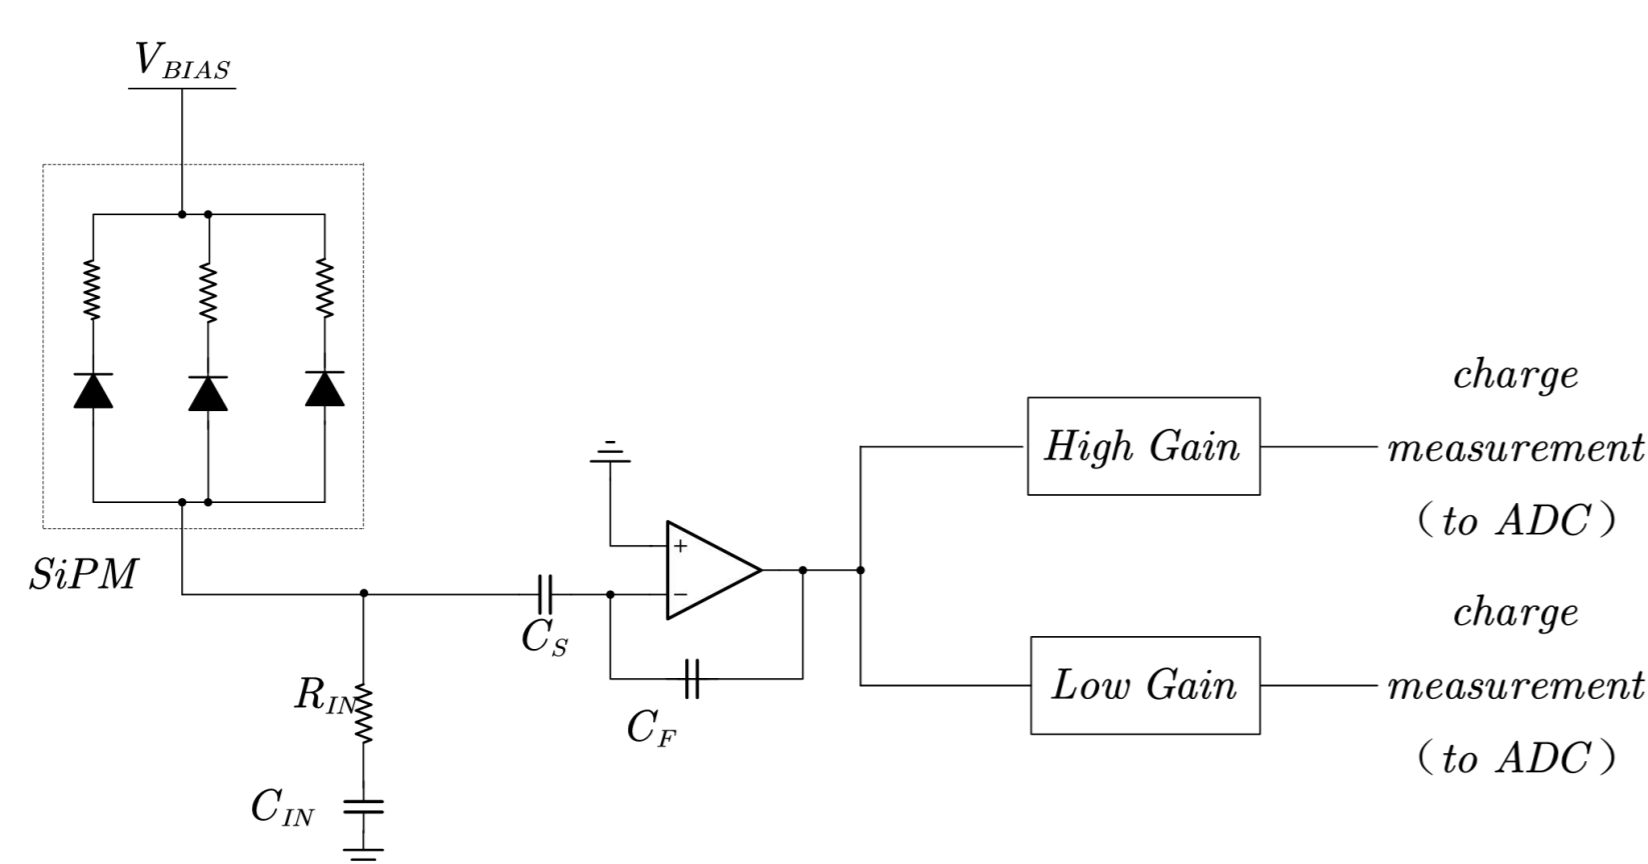 V_BIAS
SiPM
R_IN
C_IN
C_S
C_F
+
−
High Gain
charge
measurement
(to ADC)
Low Gain
charge
measurement
(to ADC)